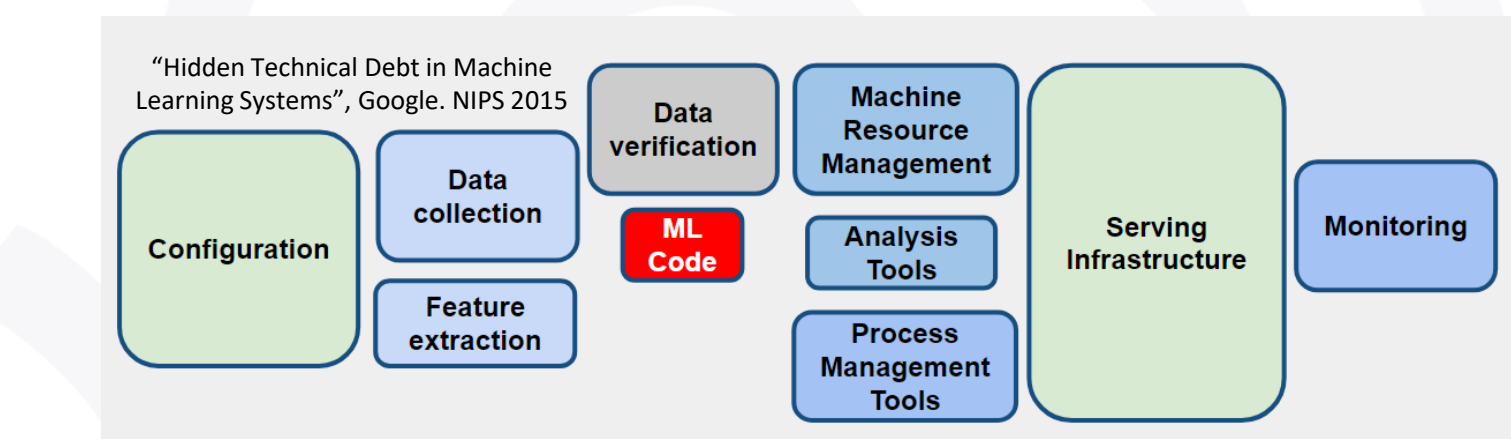 “Hidden Technical Debt in Machine
Learning Systems”, Google. NIPS 2015
Configuration
Data
collection
Feature
extraction
Data
verification
ML
Code
Machine
Resource
Management
Analysis
Tools
Process
Management
Tools
Serving
Infrastructure
Monitoring